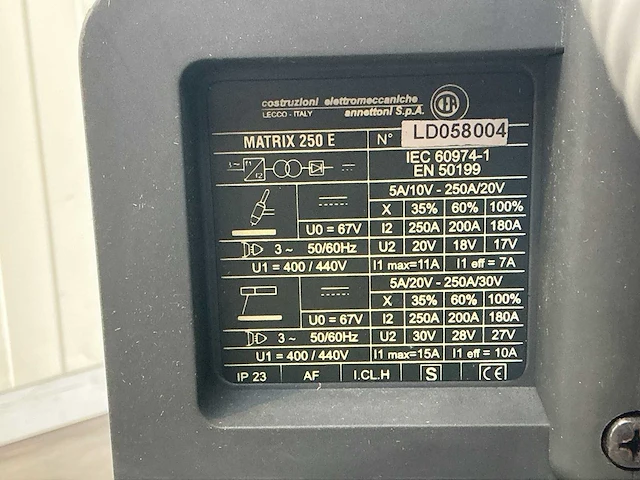 costruzioni elettromeccaniche
annettoni S.p.A.
LECCO - ITALY
MATRIX 250 E N° LD058004
IEC 60974-1
EN 50199
1~ f1 f2
5A/10V - 250A/20V
X 35% 60% 100%
U0 = 67V I2 250A 200A 180A
3 ~ 50/60Hz U2 20V 18V 17V
U1 = 400 / 440V I1 max=11A I1 eff = 7A
5A/20V - 250A/30V
X 35% 60% 100%
U0 = 67V I2 250A 200A 180A
3 ~ 50/60Hz U2 30V 28V 27V
U1 = 400 / 440V I1 max=15A I1 eff = 10A
IP 23 AF I.CL.H S CE